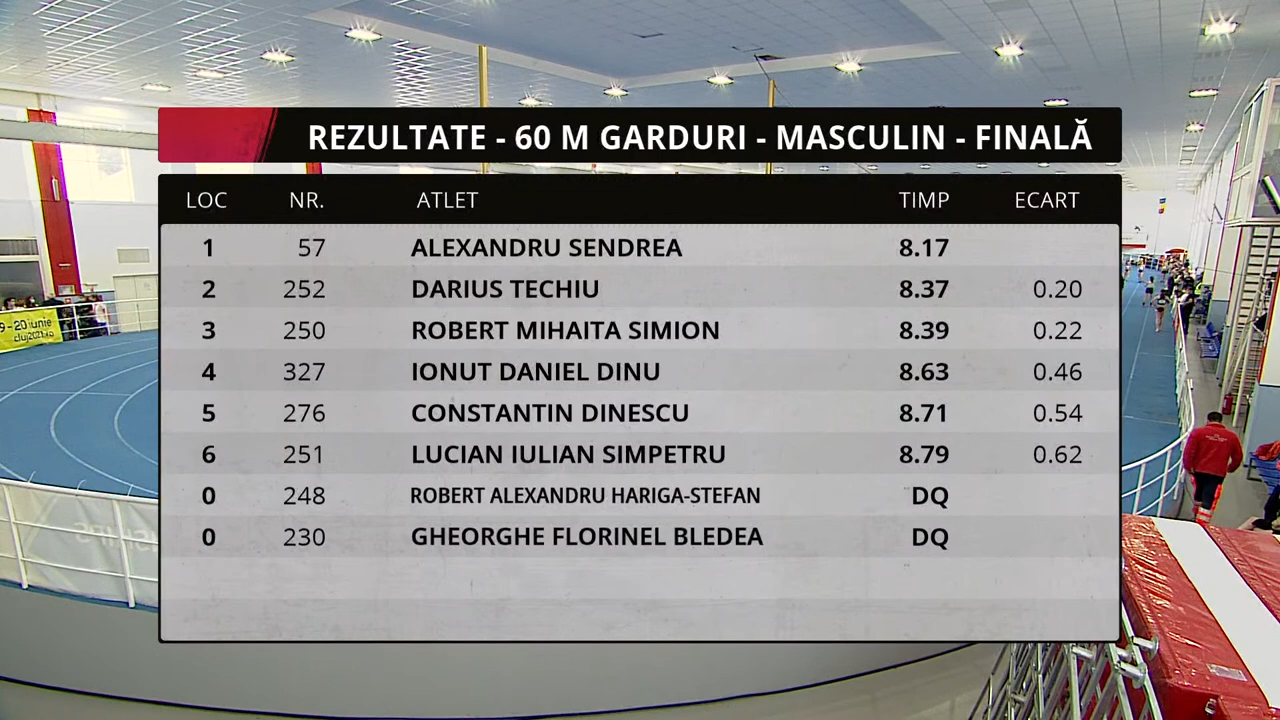 REZULTATE - 60 M GARDURI - MASCULIN - FINALĂ
LOC NR. ATLET TIMP ECART
1 57 ALEXANDRU SENDREA 8.17
2 252 DARIUS TECHIU 8.37 0.20
3 250 ROBERT MIHAITA SIMION 8.39 0.22
4 327 IONUT DANIEL DINU 8.63 0.46
5 276 CONSTANTIN DINESCU 8.71 0.54
6 251 LUCIAN IULIAN SIMPETRU 8.79 0.62
0 248 ROBERT ALEXANDRU HARIGA-STEFAN DQ
0 230 GHEORGHE FLORINEL BLEDEA DQ
9 - 20 iunie